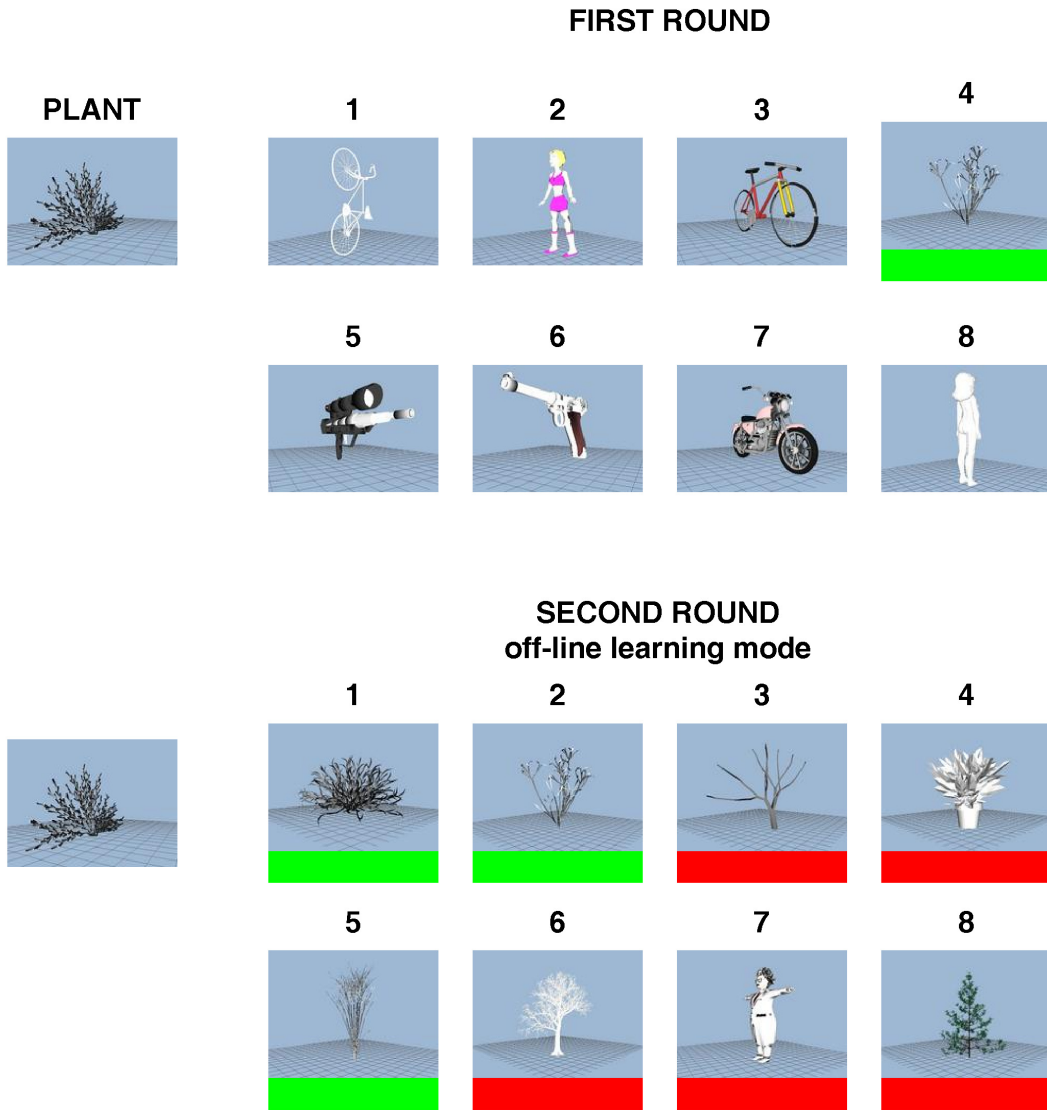 FIRST ROUND
PLANT 1 2 3 4
5 6 7 8
SECOND ROUND
off-line learning mode
1 2 3 4
5 6 7 8